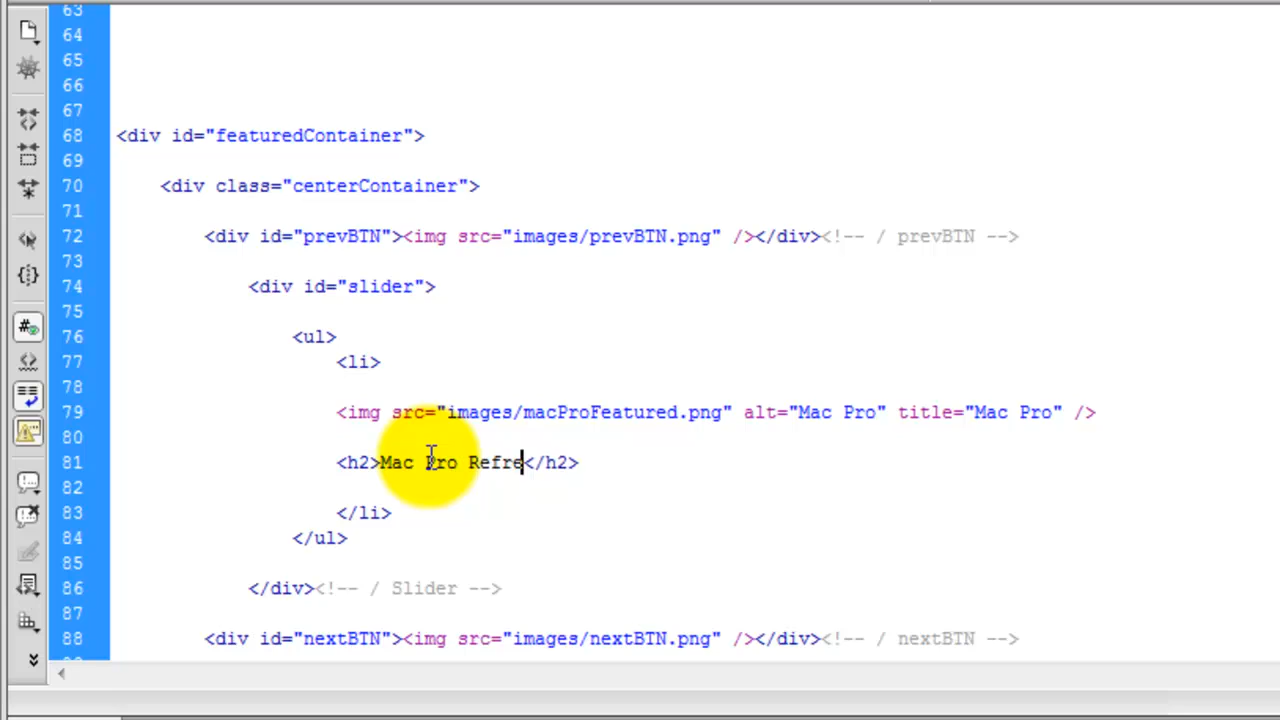 63
64
65
66
67
68 <div id="featuredContainer">
69
70 <div class="centerContainer">
71
72 <div id="prevBTN"><img src="images/prevBTN.png" /></div><!-- / prevBTN -->
73
74 <div id="slider">
75
76 <ul>
77 <li>
78
79 <img src="images/macProFeatured.png" alt="Mac Pro" title="Mac Pro" />
80
81 <h2>Mac Pro Refre</h2>
82
83 </li>
84 </ul>
85
86 </div><!-- / Slider -->
87
88 <div id="nextBTN"><img src="images/nextBTN.png" /></div><!-- / nextBTN -->